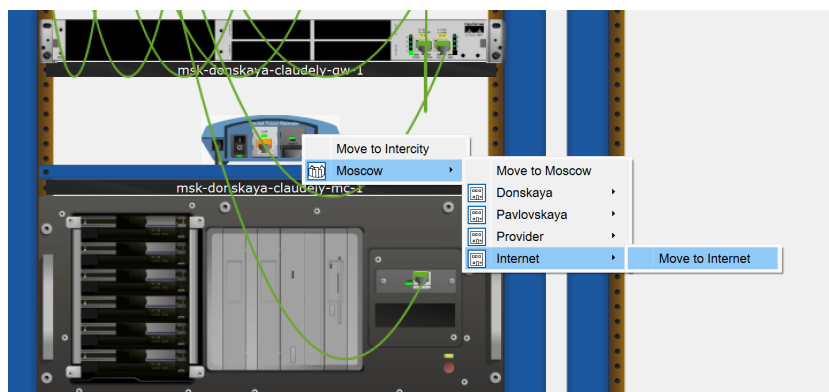 msk-donskaya-claudely-gw-1
Move to Intercity
Moscow
msk-donskaya-claudely-mc-1
Move to Moscow
Donskaya
Pavlovskaya
Provider
Internet
Move to Internet